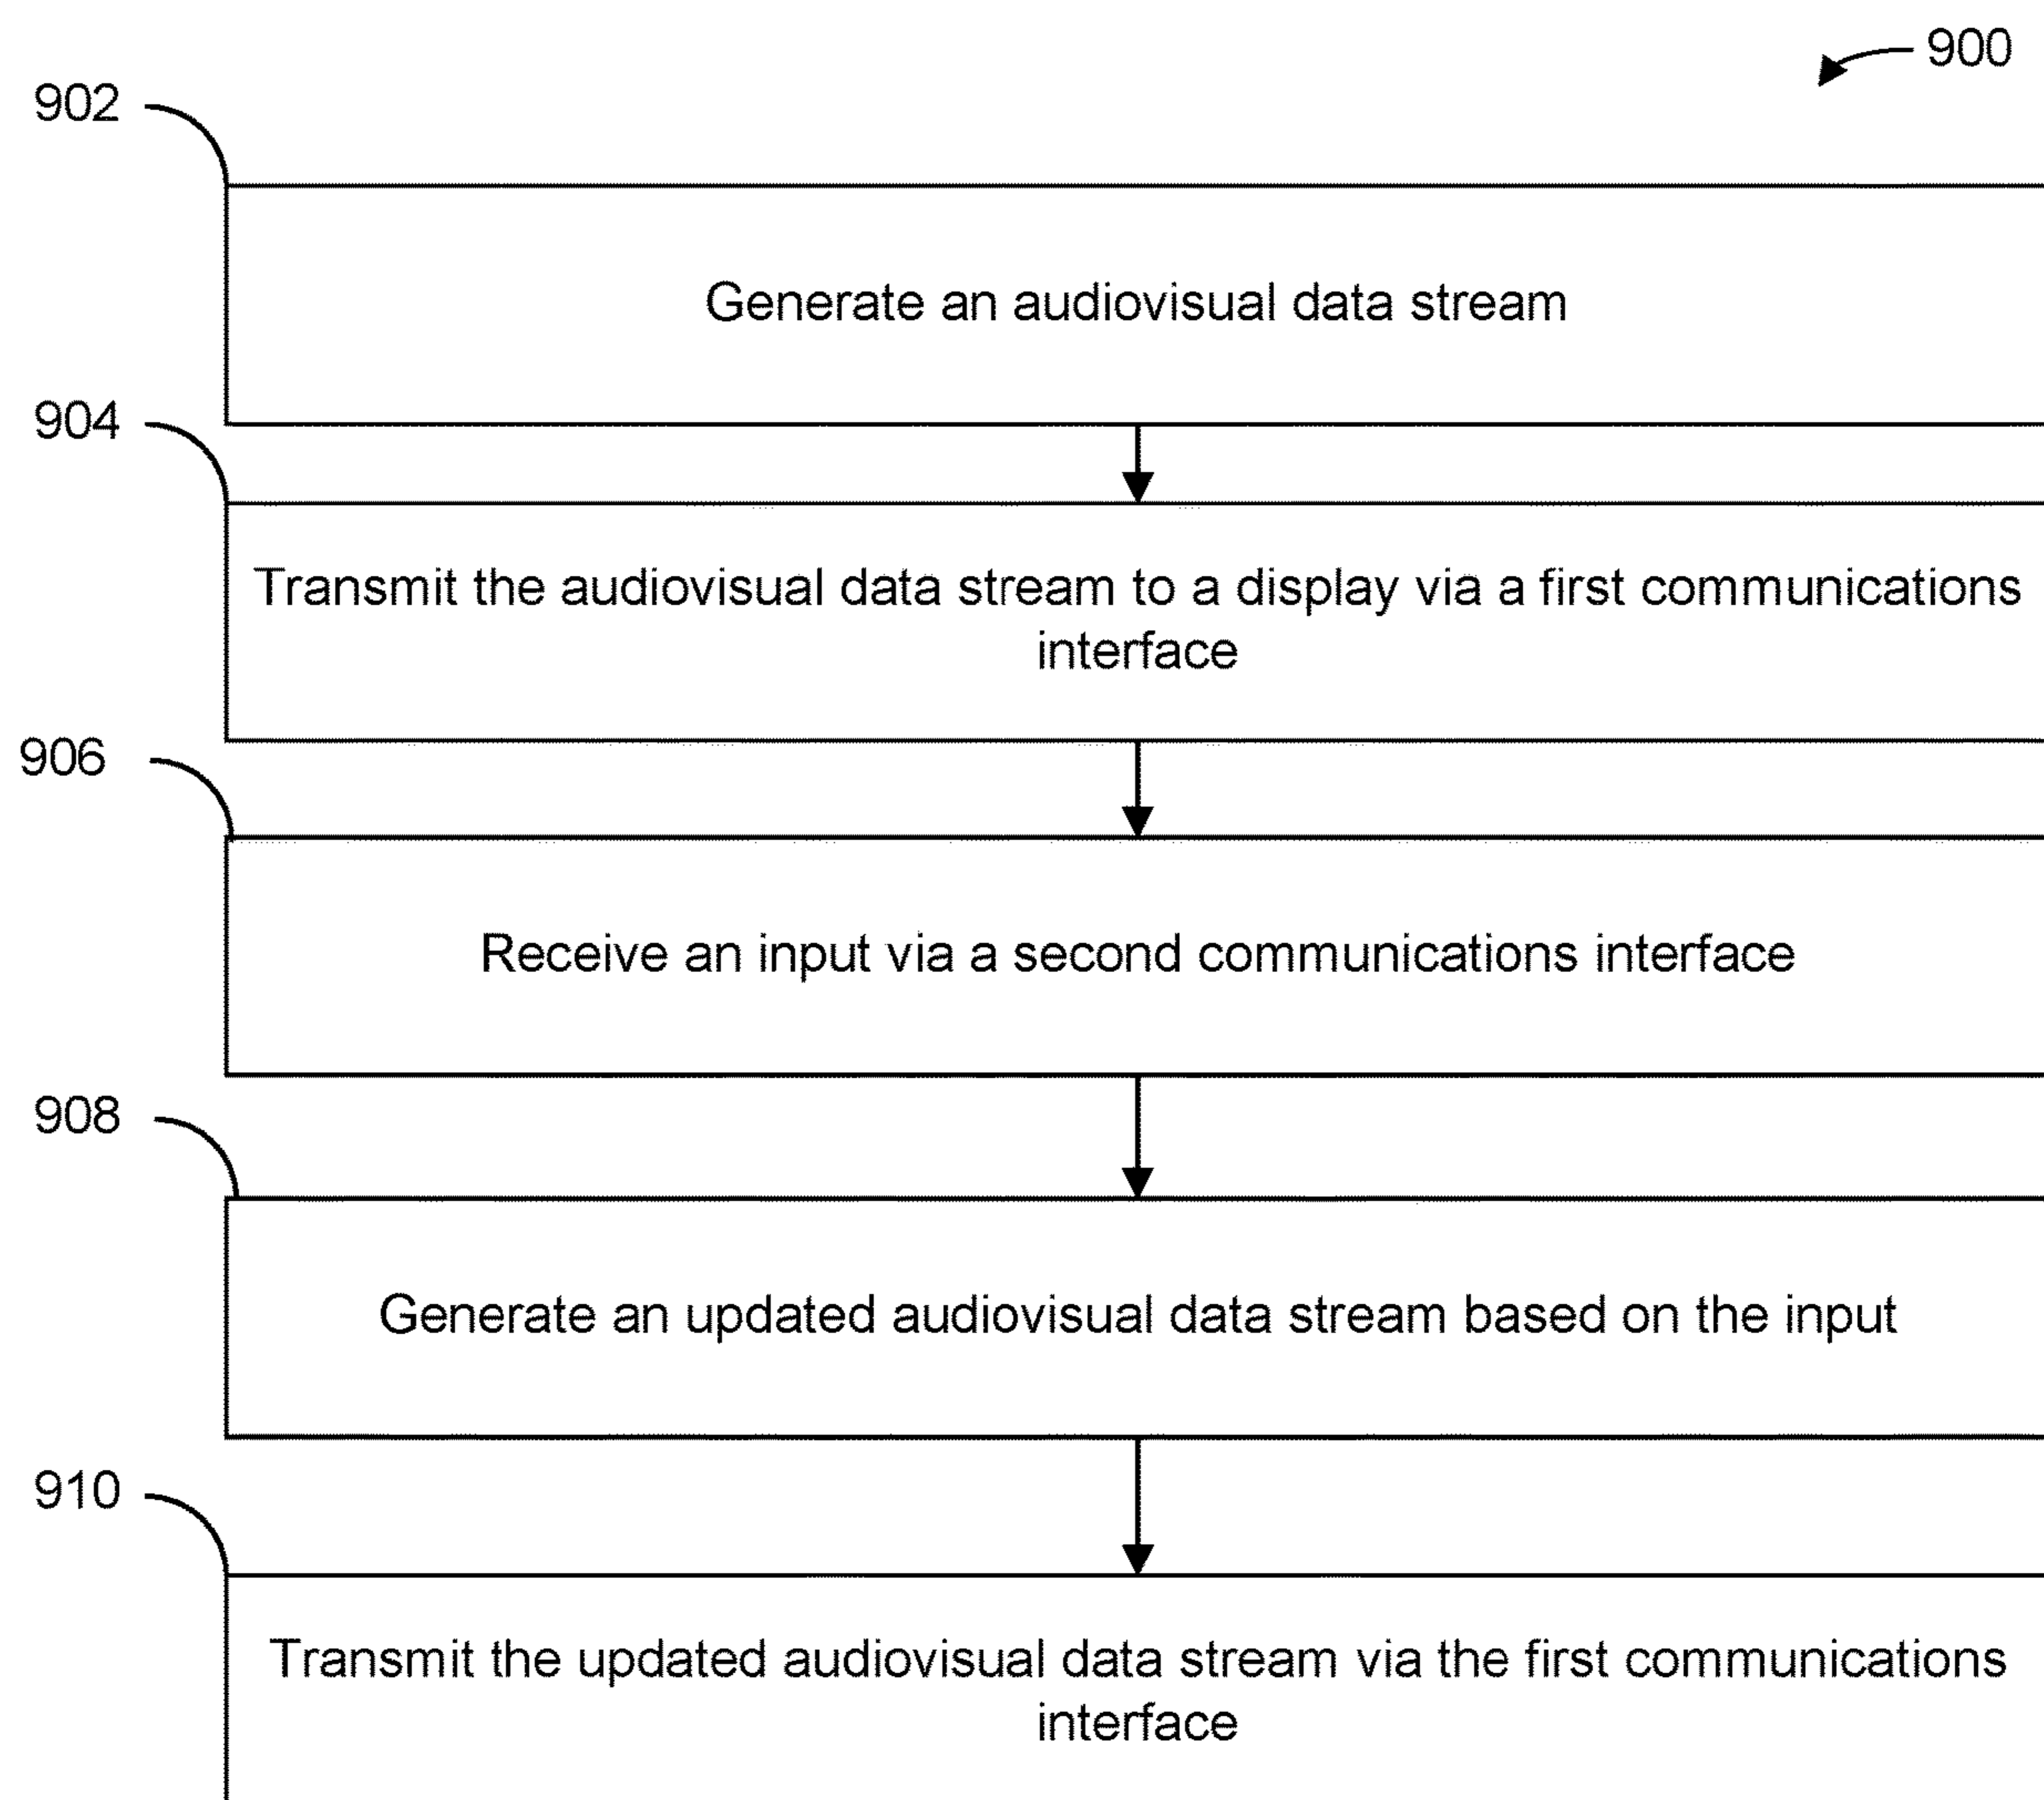 900
902
Generate an audiovisual data stream
904
Transmit the audiovisual data stream to a display via a first communications
interface
906
Receive an input via a second communications interface
908
Generate an updated audiovisual data stream based on the input
910
Transmit the updated audiovisual data stream via the first communications
interface